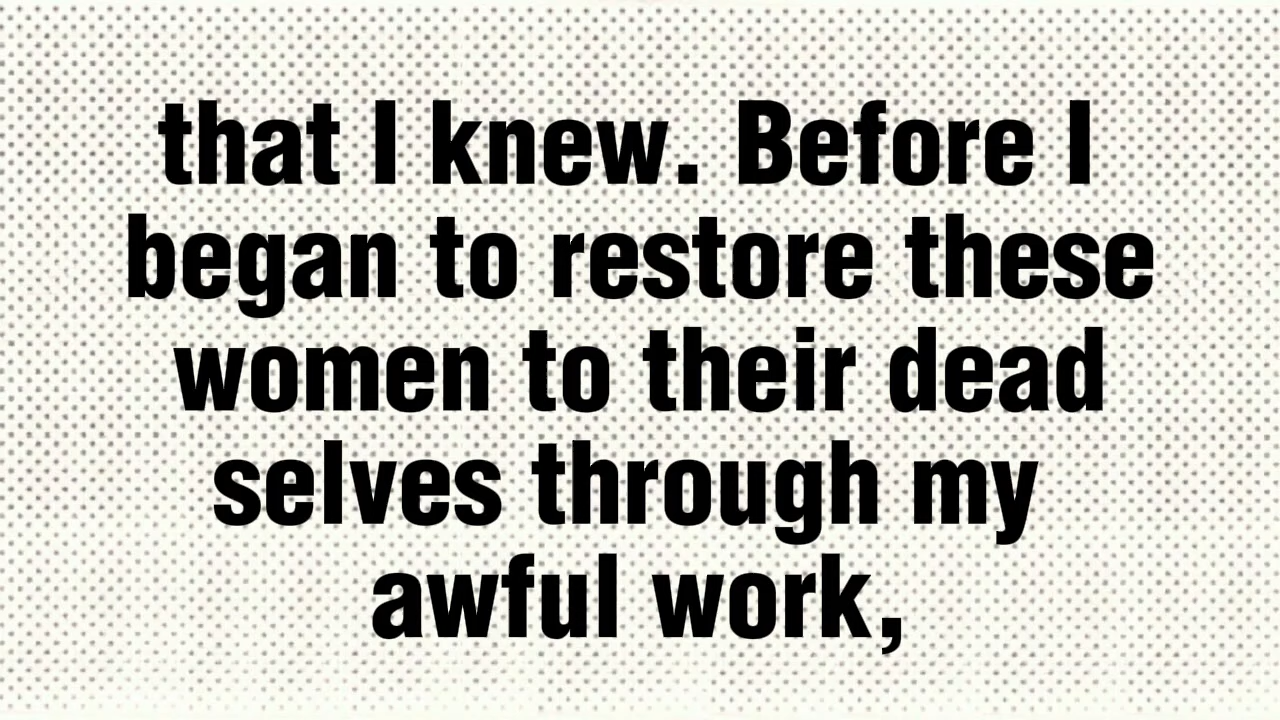 that I knew. Before I
began to restore these
women to their dead
selves through my
awful work,